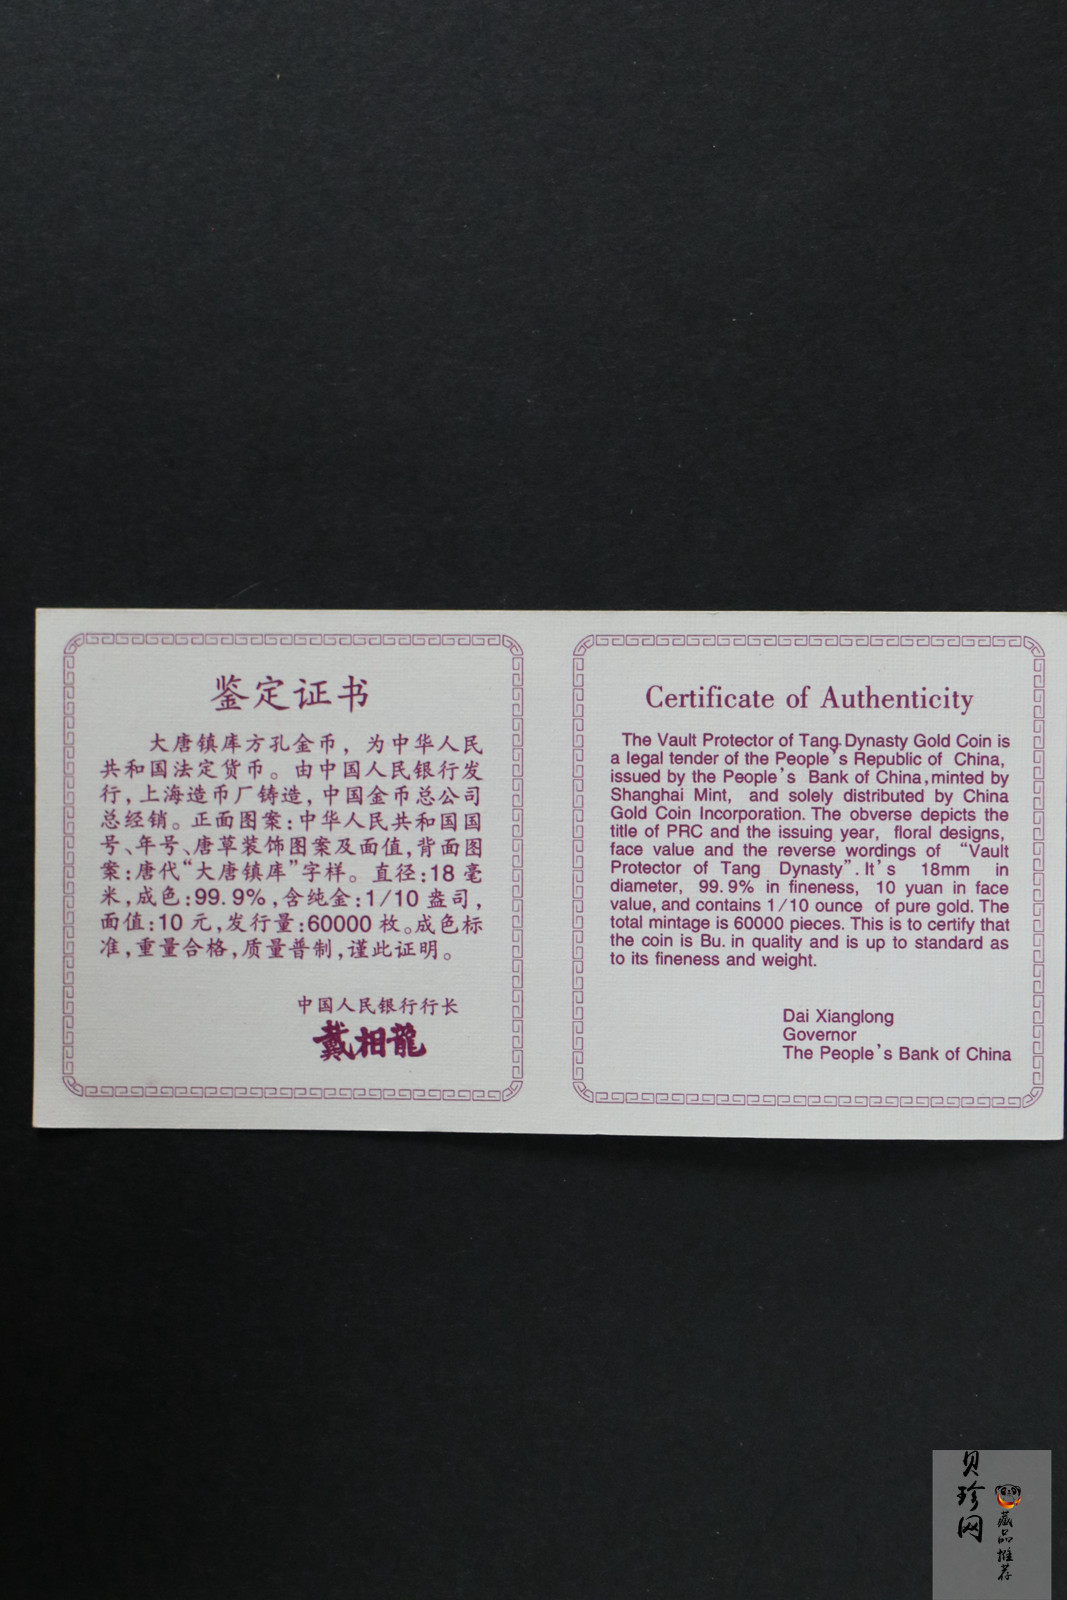 鉴定证书
大唐镇库方孔金币，为中华人民
共和国法定货币。由中国人民银行发
行，上海造币厂铸造，中国金币总公司
总经销。正面图案：中华人民共和国国
号、年号、唐草装饰图案及面值，背面图
案：唐代“大唐镇库”字样。直径：18毫
米，成色：99.9%，含纯金：1/10盎司，
面值：10元，发行量：60000枚。成色标
准，重量合格，质量普制，谨此证明。
中国人民银行行长
戴相龍
Certificate of Authenticity
The Vault Protector of Tang Dynasty Gold Coin is
a legal tender of the People's Republic of China,
issued by the People's Bank of China, minted by
Shanghai Mint, and solely distributed by China
Gold Coin Incorporation. The obverse depicts the
title of PRC and the issuing year, floral designs,
face value and the reverse wordings of “Vault
Protector of Tang Dynasty”. It's 18mm in
diameter, 99.9% in fineness, 10 yuan in face
value, and contains 1/10 ounce of pure gold. The
total mintage is 60000 pieces. This is to certify that
the coin is Bu. in quality and is up to standard as
to its fineness and weight.
Dai Xianglong
Governor
The People's Bank of China
贝珍网
藏品推荐